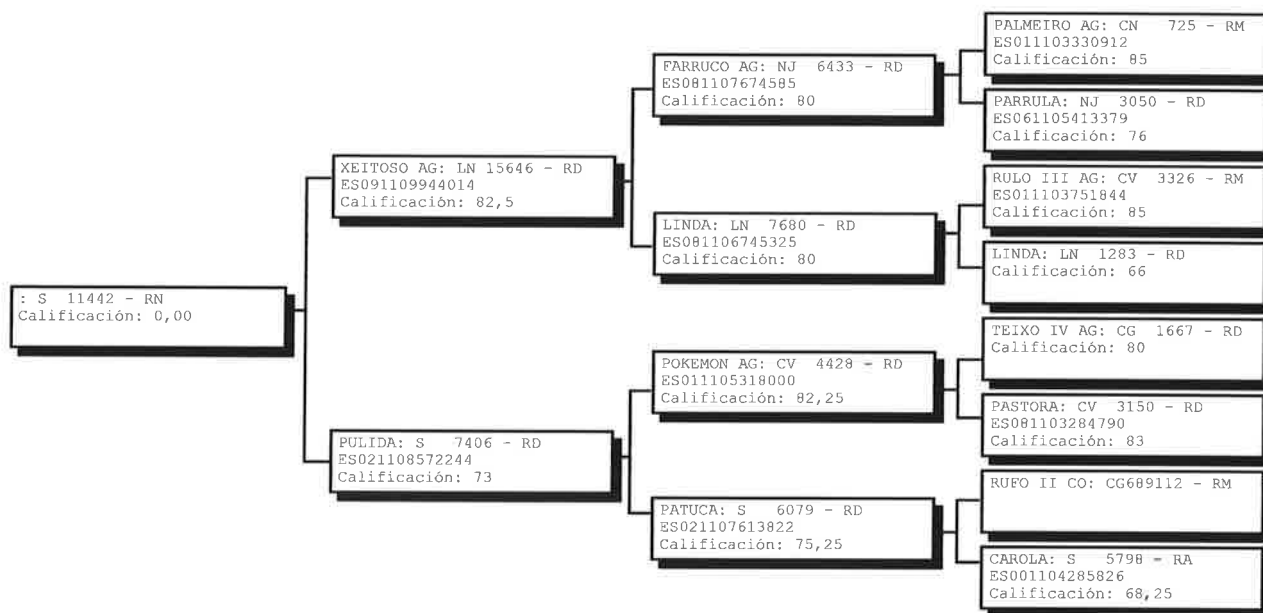 : S 11442 - RN
Calificación: 0,00
XEITOSO AG: LN 15646 - RD
ES091109944014
Calificación: 82,5
PULIDA: S 7406 - RD
ES021108572244
Calificación: 73
FARRUCO AG: NJ 6433 - RD
ES081107674585
Calificación: 80
LINDA: LN 7680 - RD
ES081106745325
Calificación: 80
POKEMON AG: CV 4428 - RD
ES011105318000
Calificación: 82,25
PATUCA: S 6079 - RD
ES021107613822
Calificación: 75,25
PALMEIRO AG: CN 725 - RM
ES011103330912
Calificación: 85
PARRULA: NJ 3050 - RD
ES061105413379
Calificación: 76
RULO III AG: CV 3326 - RM
ES011103751844
Calificación: 85
LINDA: LN 1283 - RD
Calificación: 66
TEIXO IV AG: CG 1667 - RD
Calificación: 80
PASTORA: CV 3150 - RD
ES081103284790
Calificación: 83
RUFO II CO: CG689112 - RM
CAROLA: S 5798 - RA
ES001104285826
Calificación: 68,25